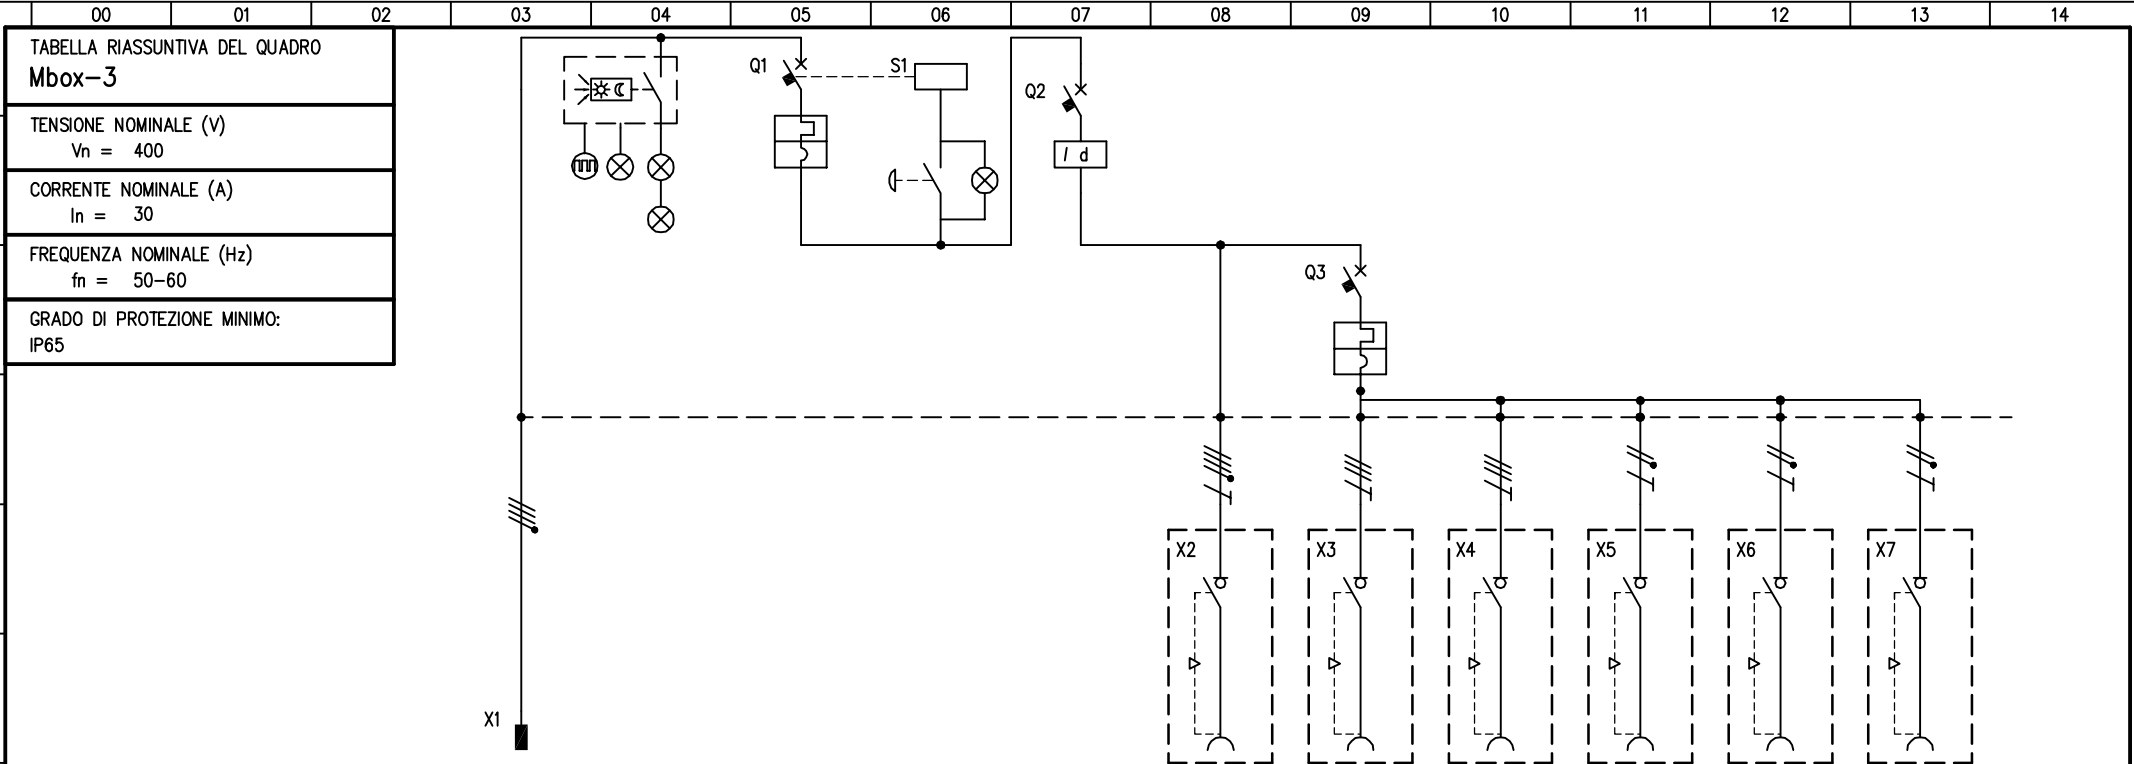 00 01 02 03 04 05 06 07 08 09 10 11 12 13 14
TABELLA RIASSUNTIVA DEL QUADRO
Mbox-3
TENSIONE NOMINALE (V)
Vn = 400
CORRENTE NOMINALE (A)
In = 30
FREQUENZA NOMINALE (Hz)
fn = 50-60
GRADO DI PROTEZIONE MINIMO:
IP65
Q1 S1
Q2
I d
Q3
X2 X3 X4 X5 X6 X7
X1